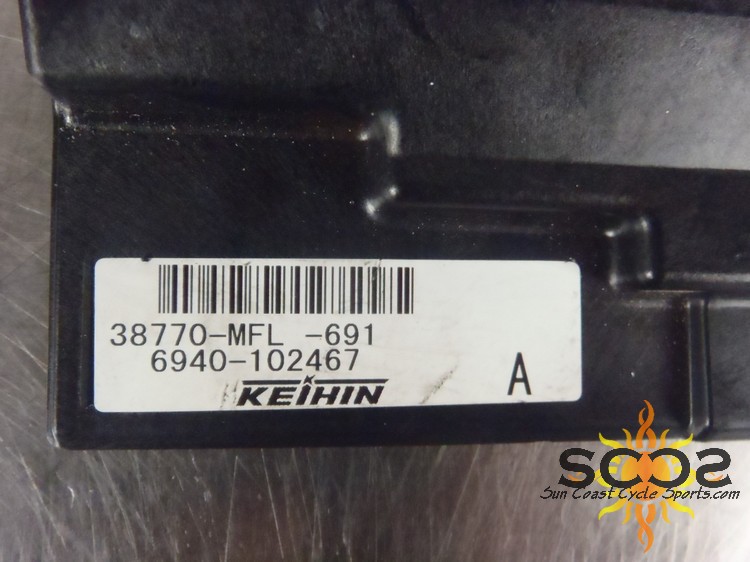 38770-MFL -691
6940-102467
KEIHIN
A
SCCS
Sun Coast Cycle Sports.com